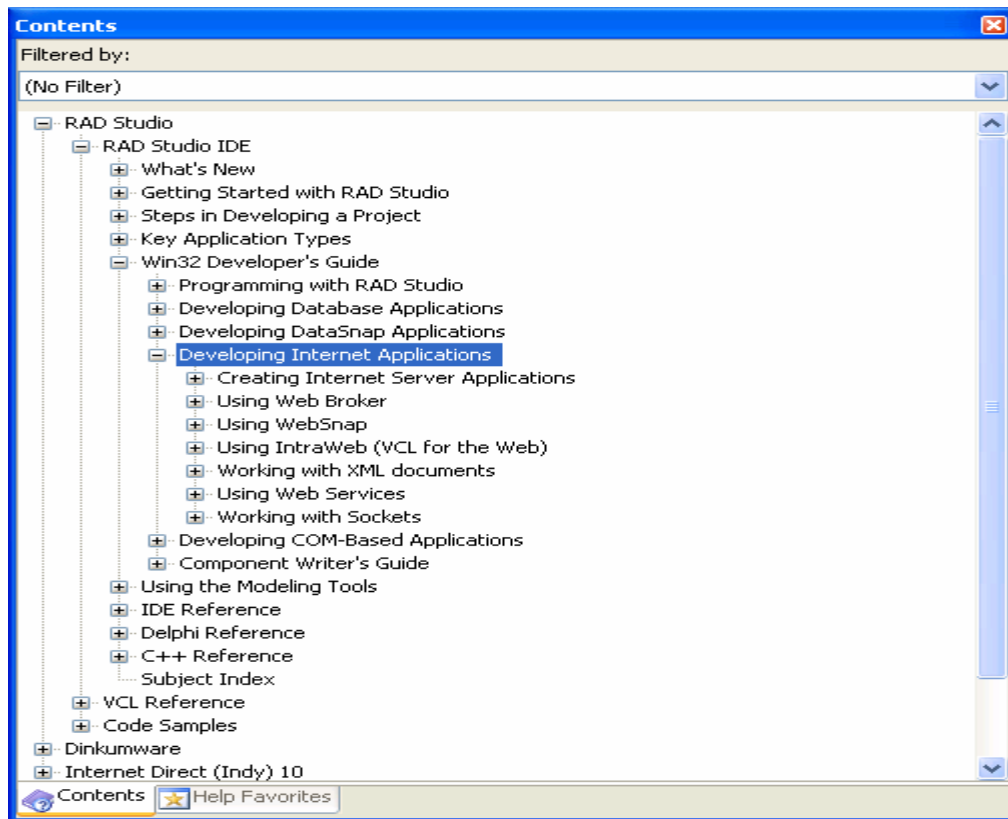 Contents
Filtered by:
(No Filter)
RAD Studio
RAD Studio IDE
What's New
Getting Started with RAD Studio
Steps in Developing a Project
Key Application Types
Win32 Developer's Guide
Programming with RAD Studio
Developing Database Applications
Developing DataSnap Applications
Developing Internet Applications
Creating Internet Server Applications
Using Web Broker
Using WebSnap
Using IntraWeb (VCL for the Web)
Working with XML documents
Using Web Services
Working with Sockets
Developing COM-Based Applications
Component Writer's Guide
Using the Modeling Tools
IDE Reference
Delphi Reference
C++ Reference
Subject Index
VCL Reference
Code Samples
Dinkumware
Internet Direct (Indy) 10
Contents Help Favorites